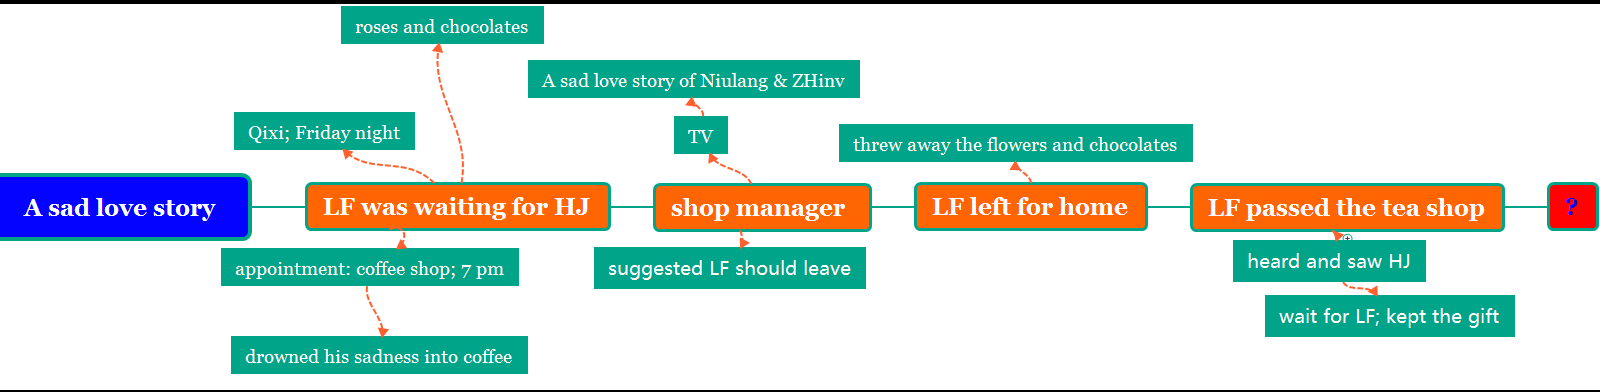 roses and chocolates
A sad love story of Niulang & ZHinv
Qixi; Friday night
TV
threw away the flowers and chocolates
A sad love story
LF was waiting for HJ
shop manager
LF left for home
LF passed the tea shop
?
appointment: coffee shop; 7 pm
suggested LF should leave
heard and saw HJ
wait for LF; kept the gift
drowned his sadness into coffee